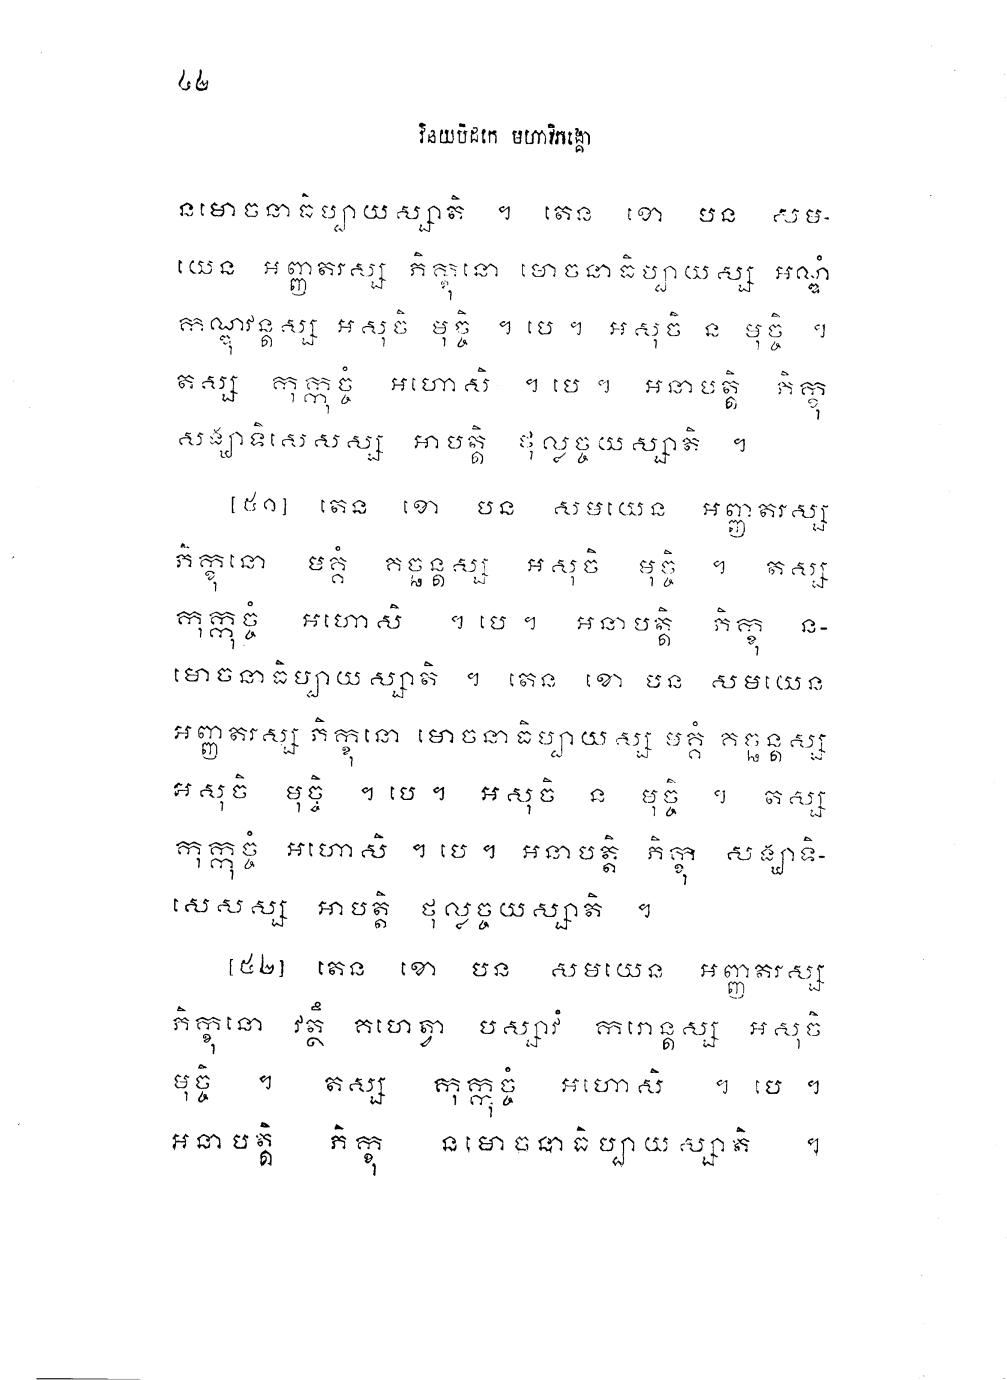 ៤២
វិនយបិដកេ មហាវិភង្គោ
នមោចនាធិប្បាយស្សាតិ ។ តេន ខោ បន សម-
យេន អញ្ញតរស្ស ភិក្ខុនោ មោចនាធិប្បាយស្ស អណ្ឌំ
កណ្ឌុវន្តស្ស អសុចិ មុច្ចិ ។ បេ ។ អសុចិ ន មុច្ចិ ។
តស្ស កុក្កុច្ចំ អហោសិ ។ បេ ។ អនាបត្តិ ភិក្ខុ
សង្ឃាទិសេសស្ស អាបត្តិ ថុល្លច្ចយស្សាតិ ។
[៥១] តេន ខោ បន សមយេន អញ្ញតរស្ស
ភិក្ខុនោ មគ្គំ គច្ឆន្តស្ស អសុចិ មុច្ចិ ។ តស្ស
កុក្កុច្ចំ អហោសិ ។ បេ ។ អនាបត្តិ ភិក្ខុ ន-
មោចនាធិប្បាយស្សាតិ ។ តេន ខោ បន សមយេន
អញ្ញតរស្ស ភិក្ខុនោ មោចនាធិប្បាយស្ស មគ្គំ គច្ឆន្តស្ស
អសុចិ មុច្ចិ ។ បេ ។ អសុចិ ន មុច្ចិ ។ តស្ស
កុក្កុច្ចំ អហោសិ ។ បេ ។ អនាបត្តិ ភិក្ខុ សង្ឃាទិ-
សេសស្ស អាបត្តិ ថុល្លច្ចយស្សាតិ ។
[៥២] តេន ខោ បន សមយេន អញ្ញតរស្ស
ភិក្ខុនោ វត្ថឹ គហេត្វា បស្សាវំ ករោន្តស្ស អសុចិ
មុច្ចិ ។ តស្ស កុក្កុច្ចំ អហោសិ ។ បេ ។
អនាបត្តិ ភិក្ខុ នមោចនាធិប្បាយស្សាតិ ។